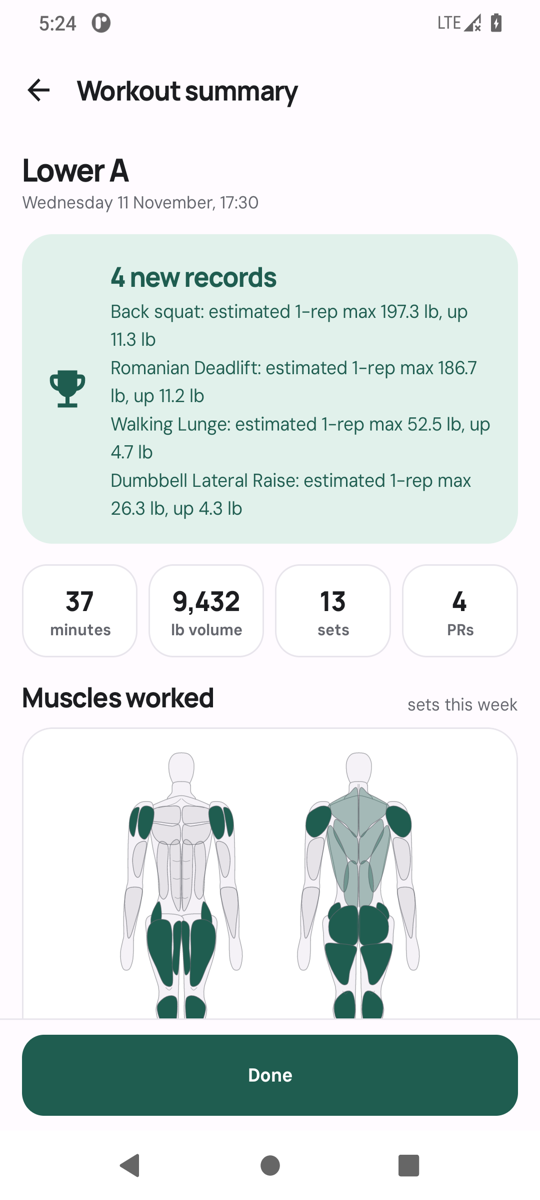 5:24
LTE
Workout summary
Lower A
Wednesday 11 November, 17:30
4 new records
Back squat: estimated 1-rep max 197.3 lb, up
11.3 lb
Romanian Deadlift: estimated 1-rep max 186.7
lb, up 11.2 lb
Walking Lunge: estimated 1-rep max 52.5 lb, up
4.7 lb
Dumbbell Lateral Raise: estimated 1-rep max
26.3 lb, up 4.3 lb
37
minutes
9,432
lb volume
13
sets
4
PRs
Muscles worked
sets this week
Done